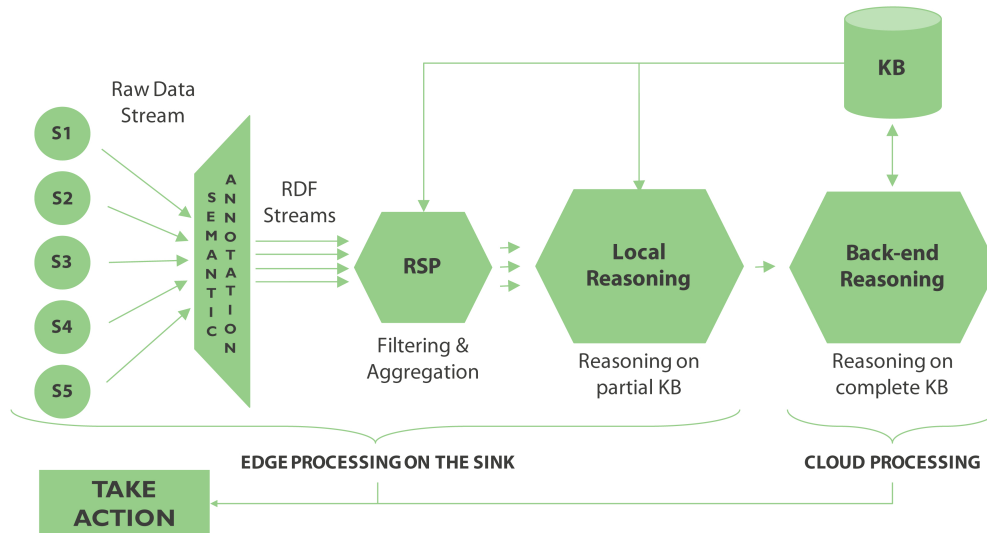 KB
Raw Data
Stream
S1
S2
S3
S4
S5
SEMANTIC
ANNOTATION
RDF
Streams
RSP
Filtering &
Aggregation
Local
Reasoning
Reasoning on
partial KB
Back-end
Reasoning
Reasoning on
complete KB
EDGE PROCESSING ON THE SINK
CLOUD PROCESSING
TAKE
ACTION